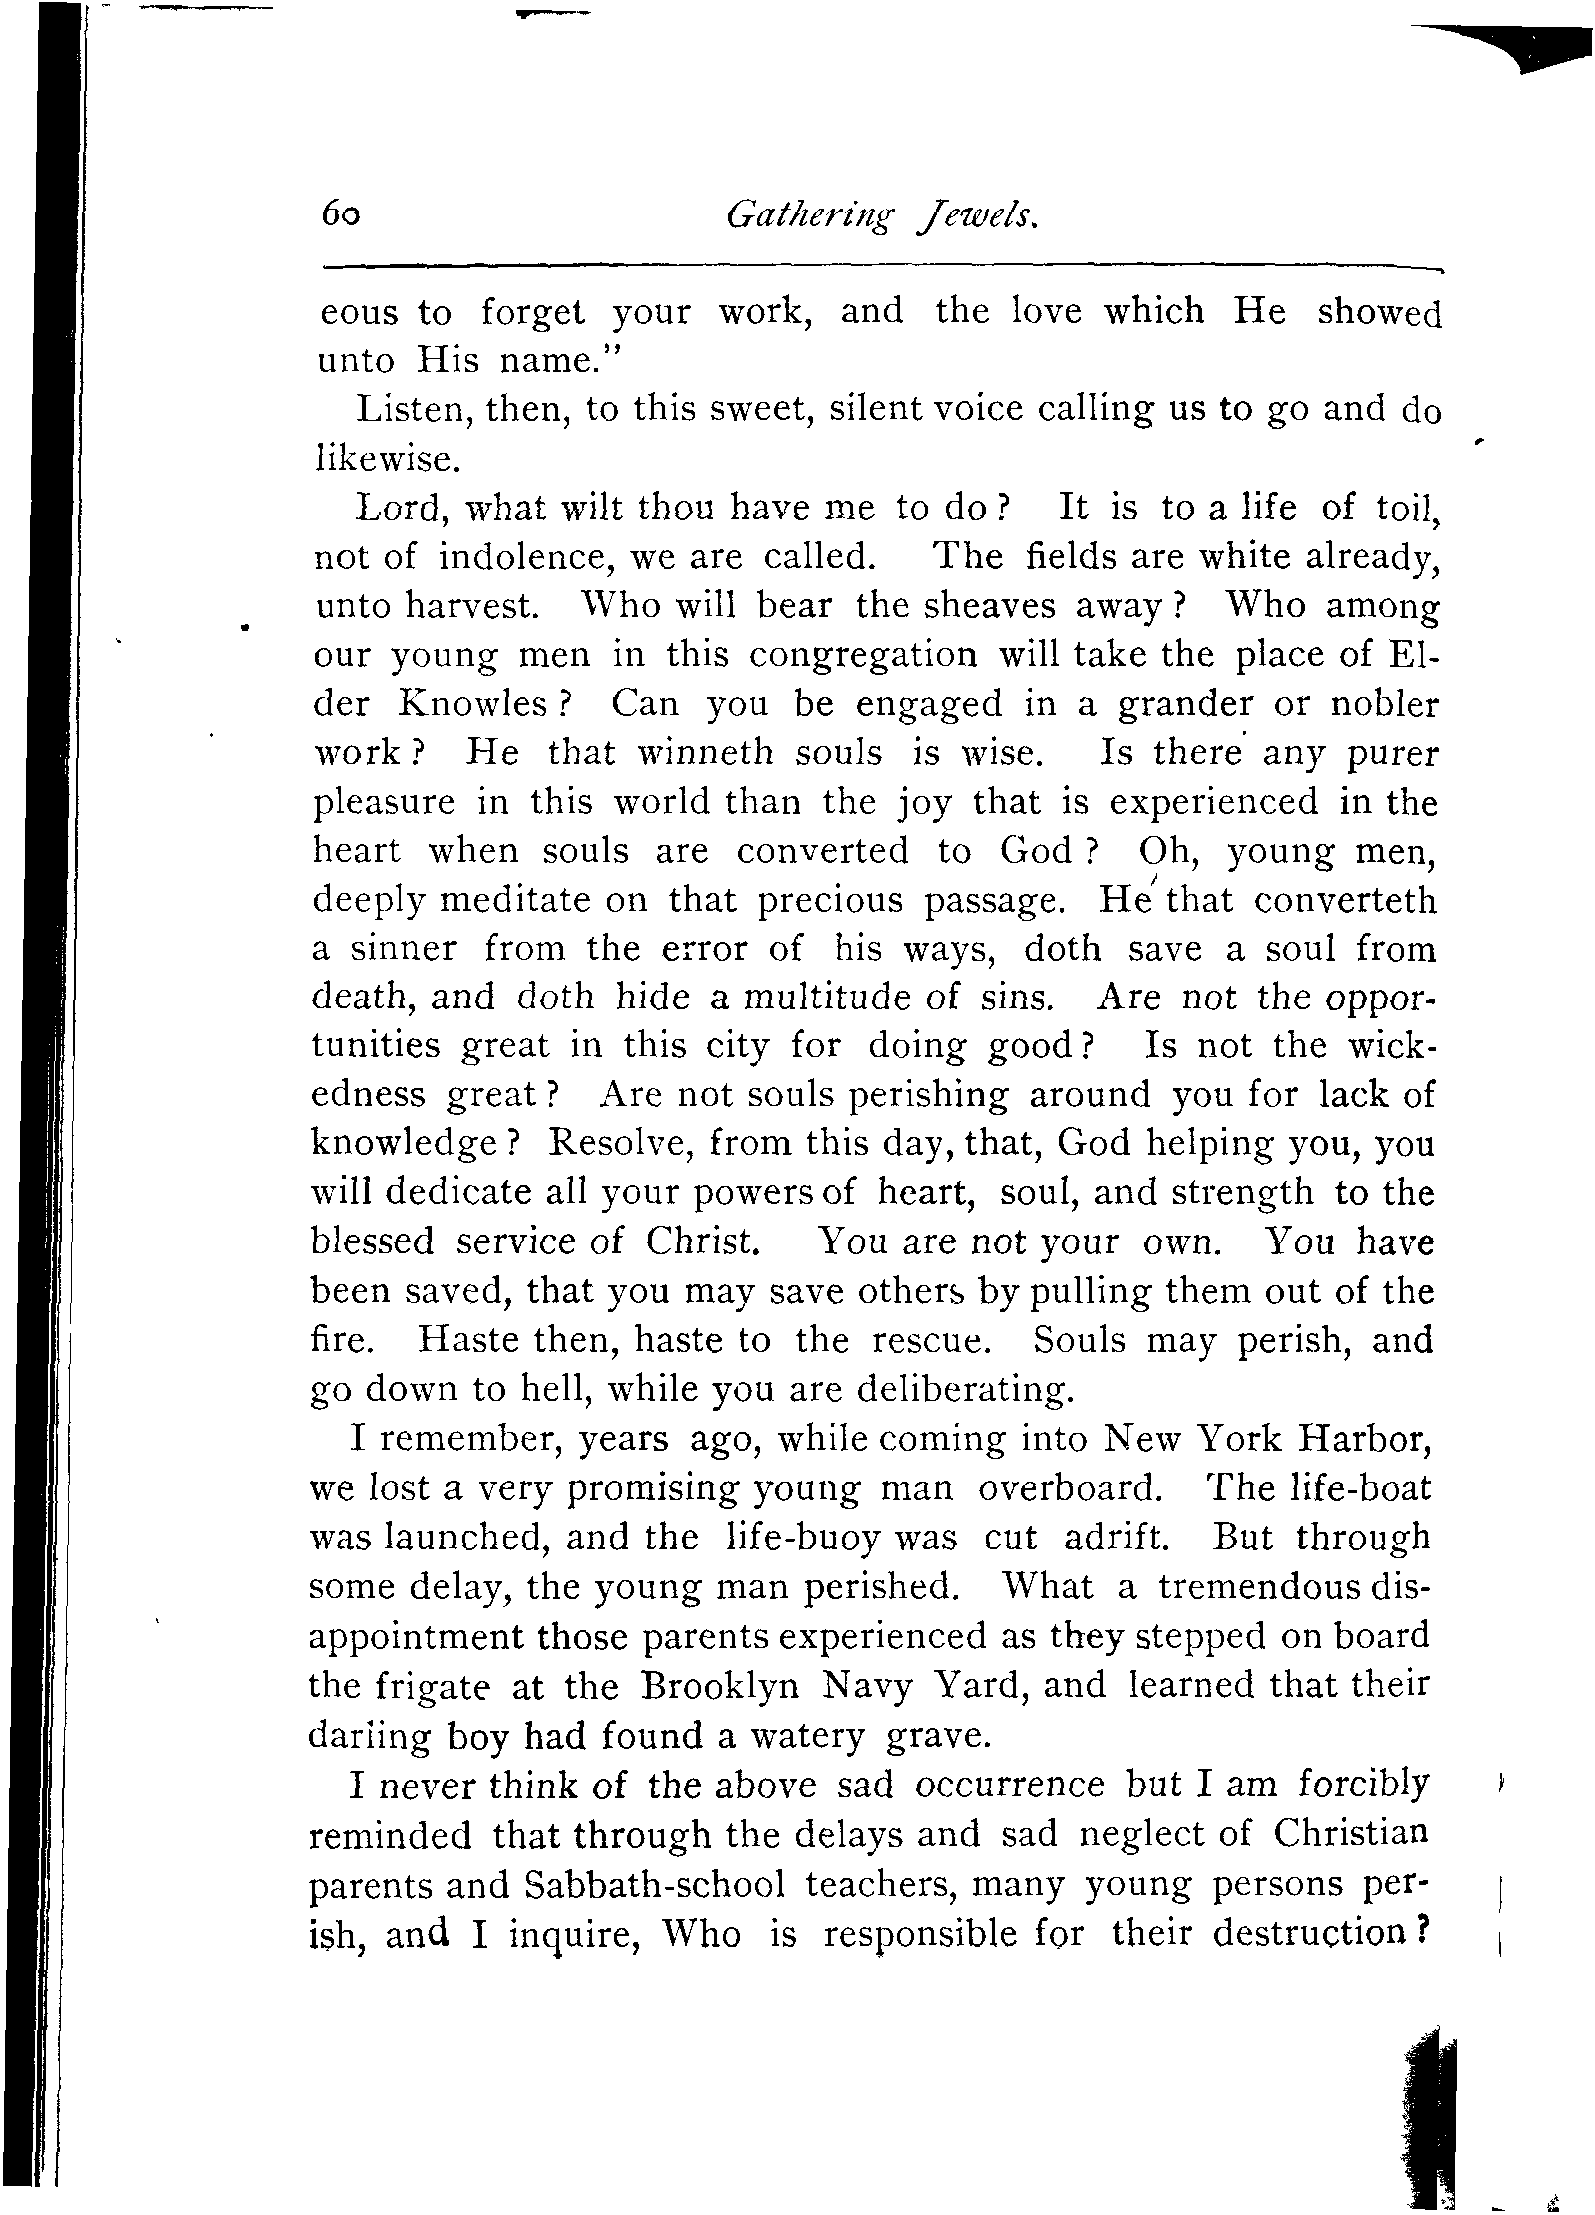 60 Gathering Jewels.
eous to forget your work, and the love which He showed
unto His name."
Listen, then, to this sweet, silent voice calling us to go and do
likewise.
Lord, what wilt thou have me to do? It is to a life of toil,
not of indolence, we are called. The fields are white already,
unto harvest. Who will bear the sheaves away? Who among
our young men in this congregation will take the place of El-
der Knowles? Can you be engaged in a grander or nobler
work? He that winneth souls is wise. Is there any purer
pleasure in this world than the joy that is experienced in the
heart when souls are converted to God? Oh, young men,
deeply meditate on that precious passage. He that converteth
a sinner from the error of his ways, doth save a soul from
death, and doth hide a multitude of sins. Are not the oppor-
tunities great in this city for doing good? Is not the wick-
edness great? Are not souls perishing around you for lack of
knowledge? Resolve, from this day, that, God helping you, you
will dedicate all your powers of heart, soul, and strength to the
blessed service of Christ. You are not your own. You have
been saved, that you may save others by pulling them out of the
fire. Haste then, haste to the rescue. Souls may perish, and
go down to hell, while you are deliberating.
I remember, years ago, while coming into New York Harbor,
we lost a very promising young man overboard. The life-boat
was launched, and the life-buoy was cut adrift. But through
some delay, the young man perished. What a tremendous dis-
appointment those parents experienced as they stepped on board
the frigate at the Brooklyn Navy Yard, and learned that their
darling boy had found a watery grave.
I never think of the above sad occurrence but I am forcibly
reminded that through the delays and sad neglect of Christian
parents and Sabbath-school teachers, many young persons per-
ish, and I inquire, Who is responsible for their destruction?